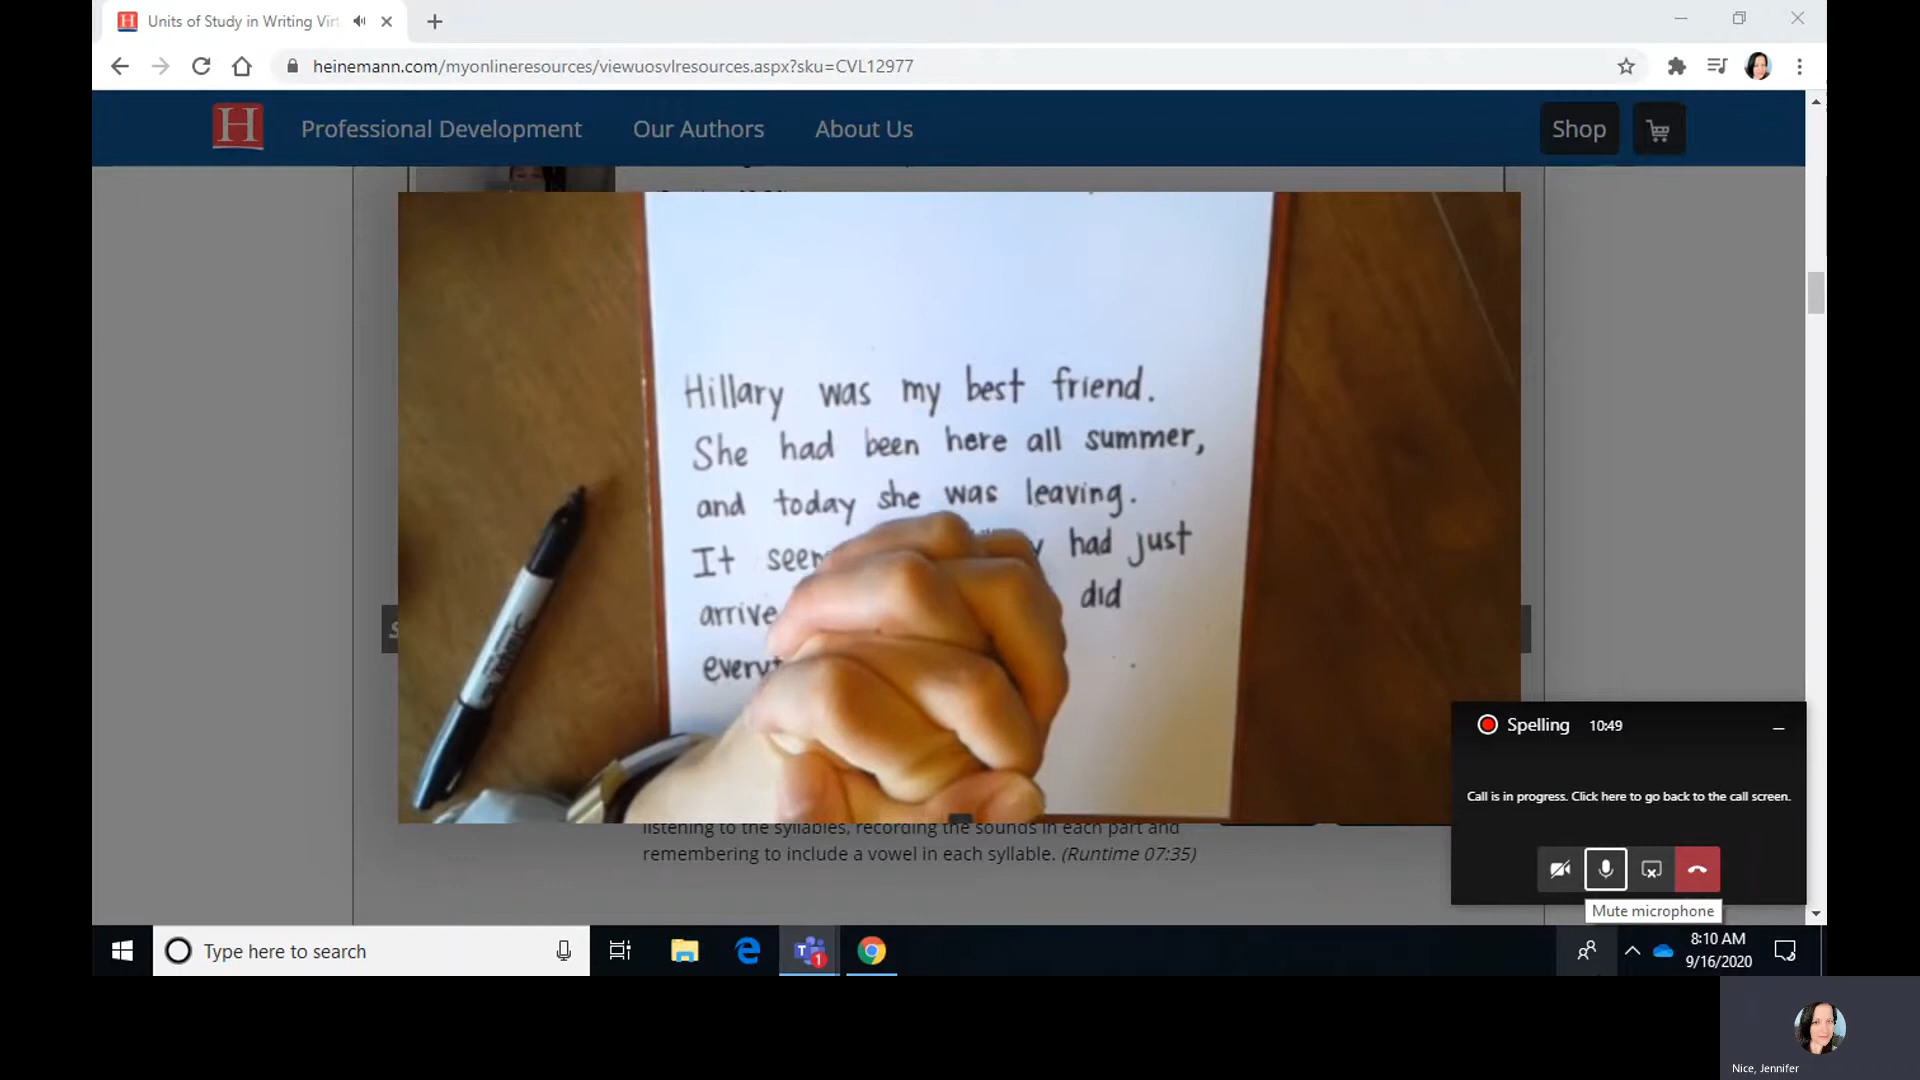 Units of Study in Writing Virt
heinemann.com/myonlineresources/viewuosvlresources.aspx?sku=CVL12977
H
Professional Development
Our Authors
About Us
Shop
Hillary was my best friend.
She had been here all summer,
and today she was leaving.
It had just
did
listening to the syllables, recording the sounds in each part and
remembering to include a vowel in each syllable. (Runtime 07:35)
Spelling 10:49
Call is in progress. Click here to go back to the call screen.
Mute microphone
Type here to search
1
8:10 AM
9/16/2020
Nice, Jennifer